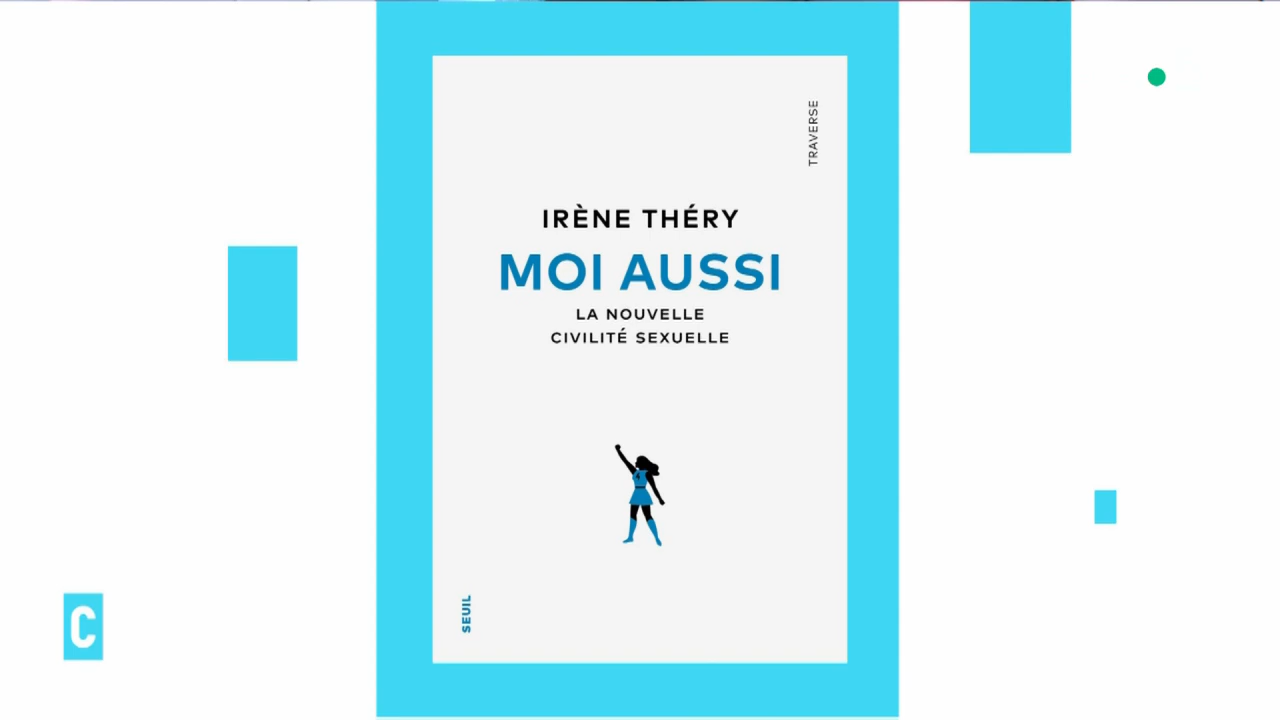 TRAVERSE
IRÈNE THÉRY
MOI AUSSI
LA NOUVELLE
CIVILITÉ SEXUELLE
SEUIL
C